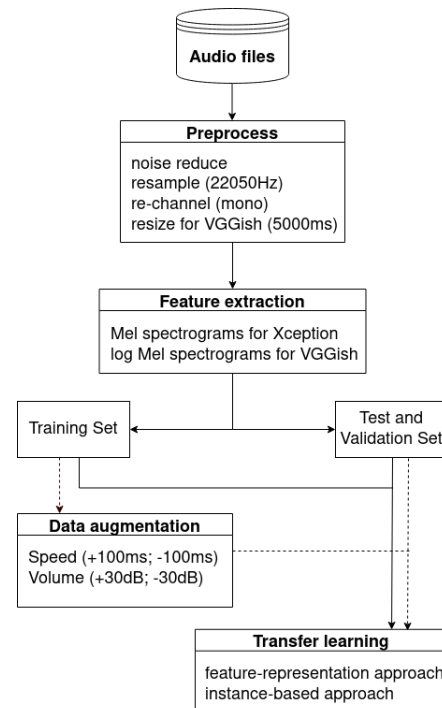 Audio files
Preprocess
noise reduce
resample (22050Hz)
re-channel (mono)
resize for VGGish (5000ms)
Feature extraction
Mel spectrograms for Xception
log Mel spectrograms for VGGish
Training Set
Test and
Validation Set
Data augmentation
Speed (+100ms; -100ms)
Volume (+30dB; -30dB)
Transfer learning
feature-representation approach
instance-based approach